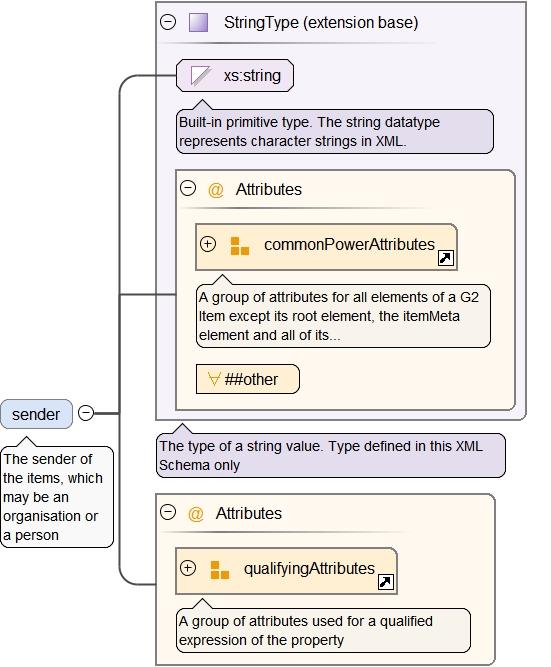 StringType (extension base)
xs:string
Built-in primitive type. The string datatype
represents character strings in XML.
@ Attributes
commonPowerAttributes
A group of attributes for all elements of a G2
Item except its root element, the itemMeta
element and all of its...
##other
sender
The sender of
the items, which
may be an
organisation or
a person
The type of a string value. Type defined in this XML
Schema only
@ Attributes
qualifyingAttributes
A group of attributes used for a qualified
expression of the property